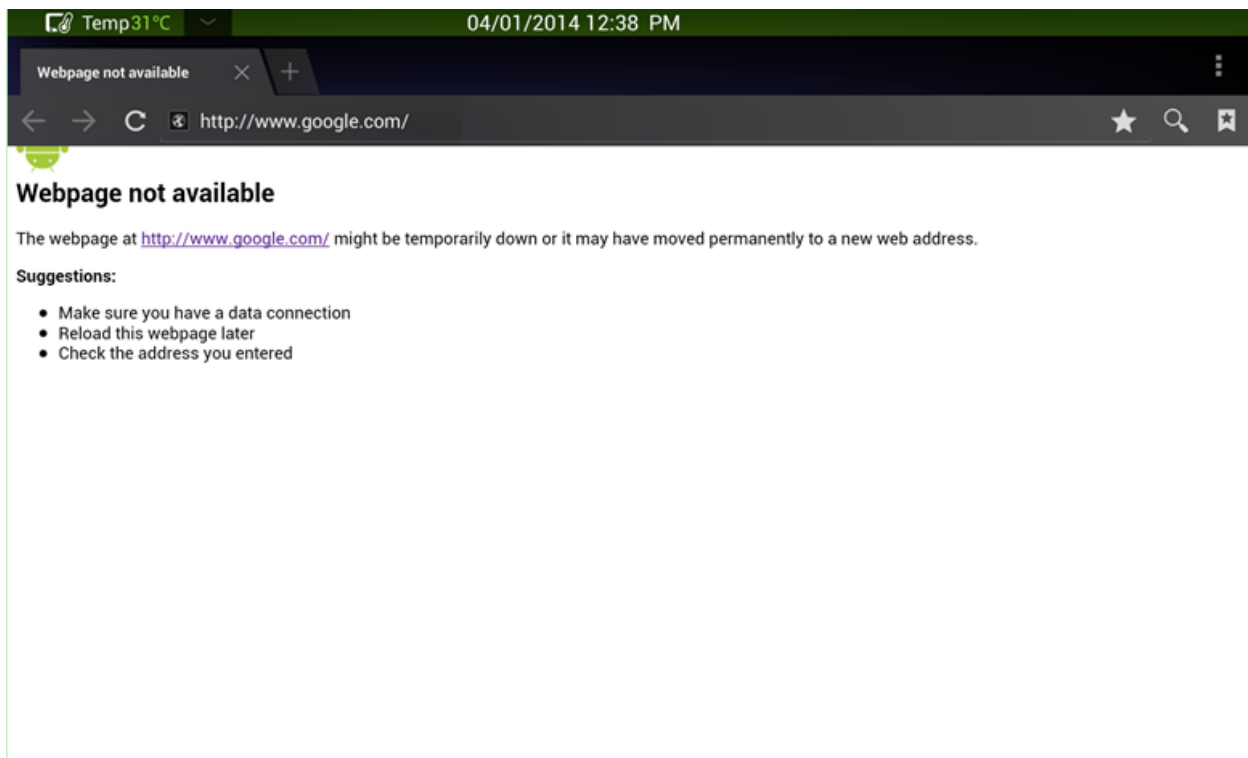 Temp31°C
04/01/2014 12:38 PM
Webpage not available
http://www.google.com/
Webpage not available
The webpage at http://www.google.com/ might be temporarily down or it may have moved permanently to a new web address.
Suggestions:
Make sure you have a data connection
Reload this webpage later
Check the address you entered